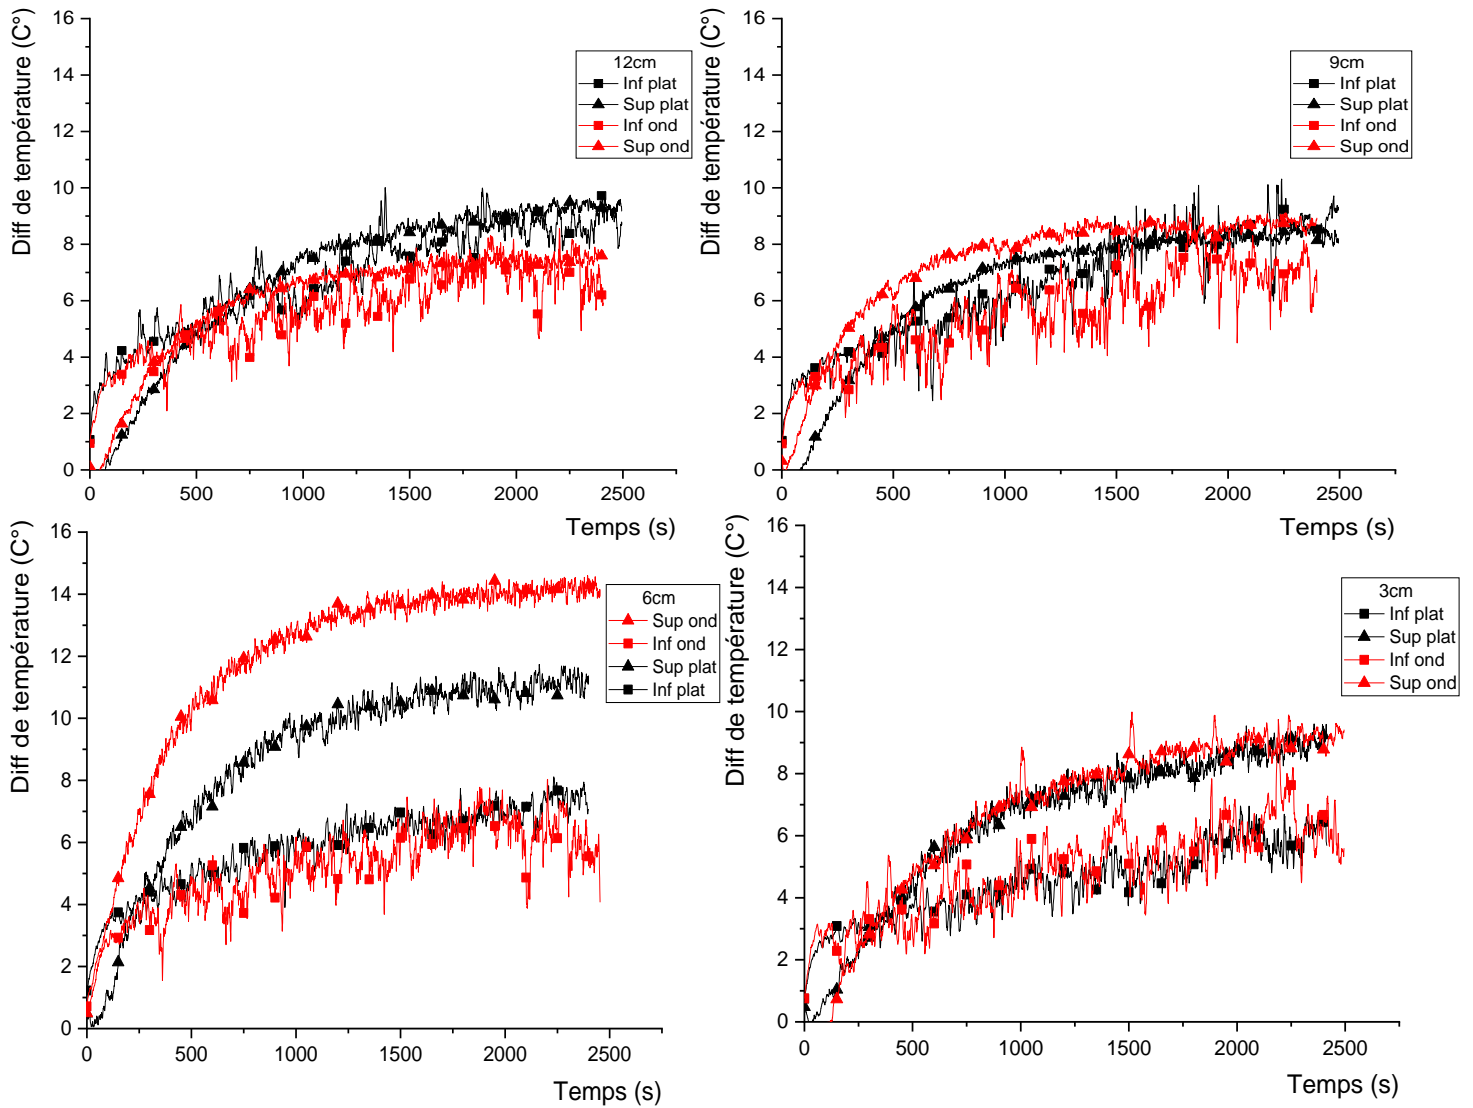 Diff de température (C°)
16
14
12
10
8
6
4
2
0
0
500
1000
1500
2000
2500
Temps (s)
12cm
Inf plat
Sup plat
Inf ond
Sup ond
Diff de température (C°)
16
14
12
10
8
6
4
2
0
0
500
1000
1500
2000
2500
Temps (s)
9cm
Inf plat
Sup plat
Inf ond
Sup ond
Diff de température (C°)
16
14
12
10
8
6
4
2
0
0
500
1000
1500
2000
2500
Temps (s)
6cm
Sup ond
Inf ond
Sup plat
Inf plat
Diff de température (C°)
16
14
12
10
8
6
4
2
0
0
500
1000
1500
2000
2500
Temps (s)
3cm
Inf plat
Sup plat
Inf ond
Sup ond